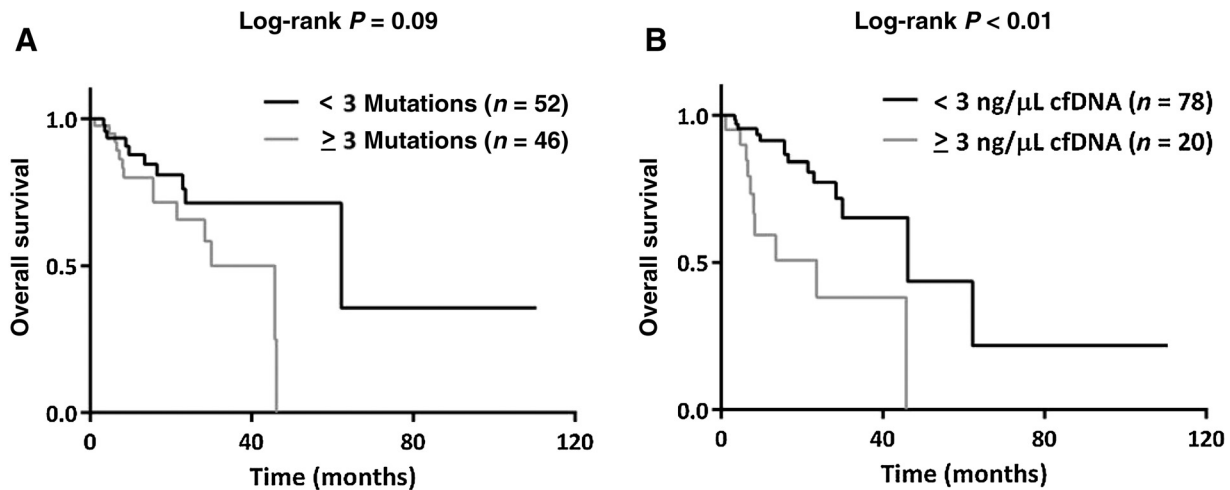 A
Log-rank P = 0.09
< 3 Mutations (n = 52)
≥ 3 Mutations (n = 46)
Overall survival
1.0
0.5
0.0
0
40
80
120
Time (months)
B
Log-rank P < 0.01
< 3 ng/μL cfDNA (n = 78)
≥ 3 ng/μL cfDNA (n = 20)
Overall survival
1.0
0.5
0.0
0
40
80
120
Time (months)